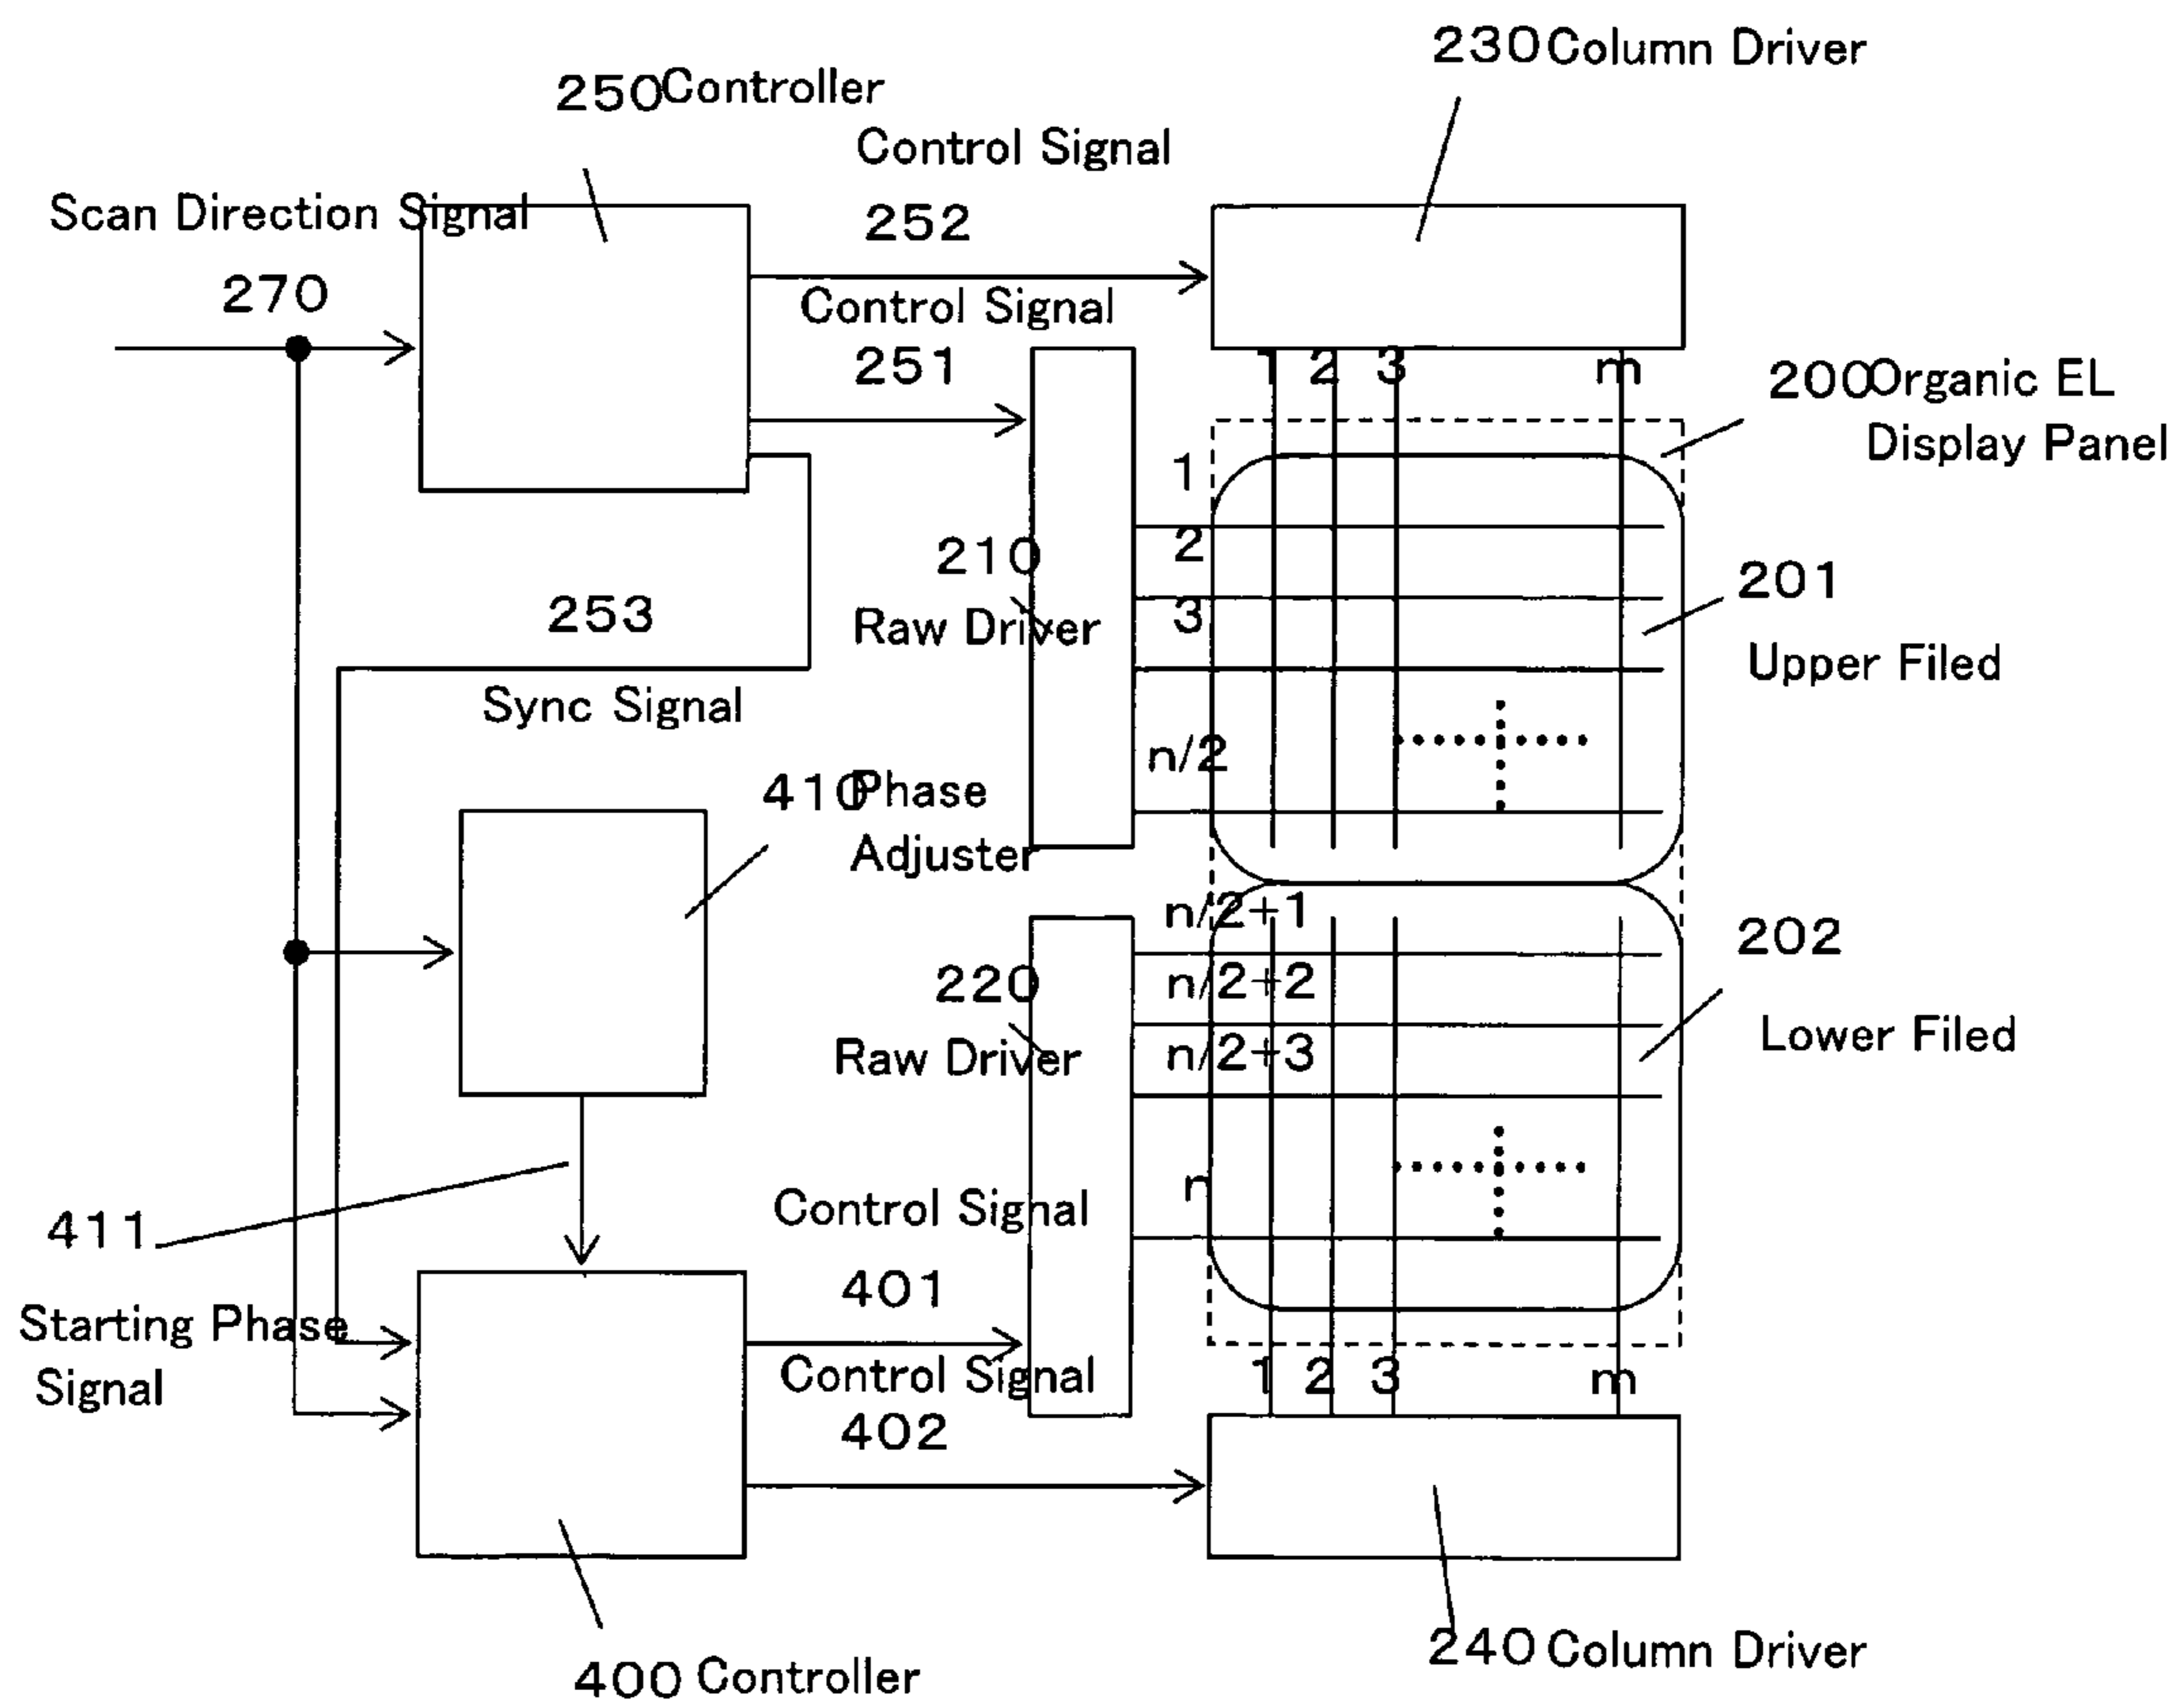 230 Column Driver
250 Controller
Control Signal
252
Scan Direction Signal
270
Control Signal
251
1 2 3 m
200 Organic EL
Display Panel
1
2
3
n/2
210
Raw Driver
201
Upper Filed
253
Sync Signal
410 Phase
Adjuster
n/2+1
n/2+2
n/2+3
n
202
Lower Filed
220
Raw Driver
411
Starting Phase
Signal
Control Signal
401
Control Signal
402
1 2 3 m
400 Controller
240 Column Driver